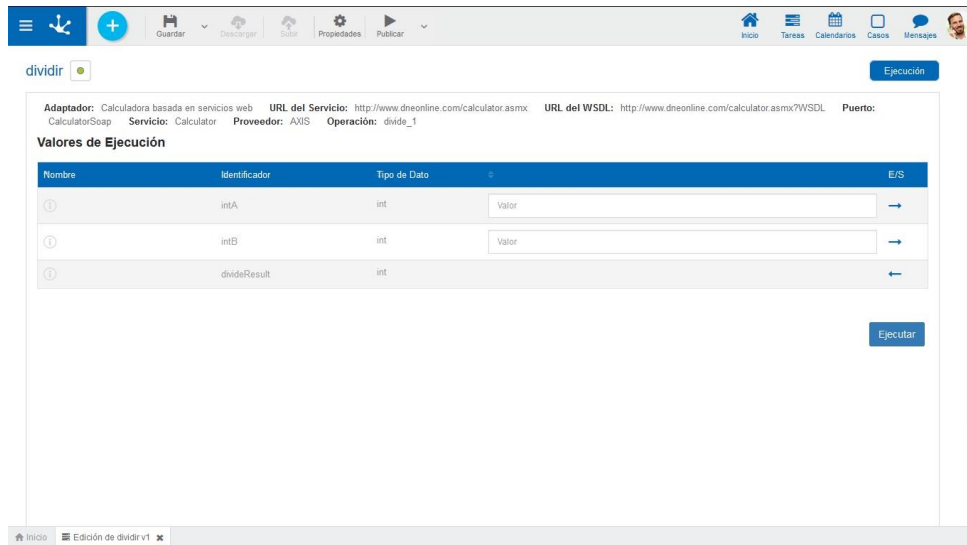 Guardar Descargar Subir Propiedades Publicar Inicio Tareas Calendarios Casos Mensajes
dividir Ejecución
Adaptador: Calculadora basada en servicios web URL del Servicio: http://www.dneonline.com/calculator.asmx URL del WSDL: http://www.dneonline.com/calculator.asmx?WSDL Puerto:
CalculatorSoap Servicio: Calculator Proveedor: AXIS Operación: divide_1
Valores de Ejecución
Nombre Identificador Tipo de Dato E/S
intA int Valor
intB int Valor
divideResult int
Ejecutar
Inicio Edición de dividir v1